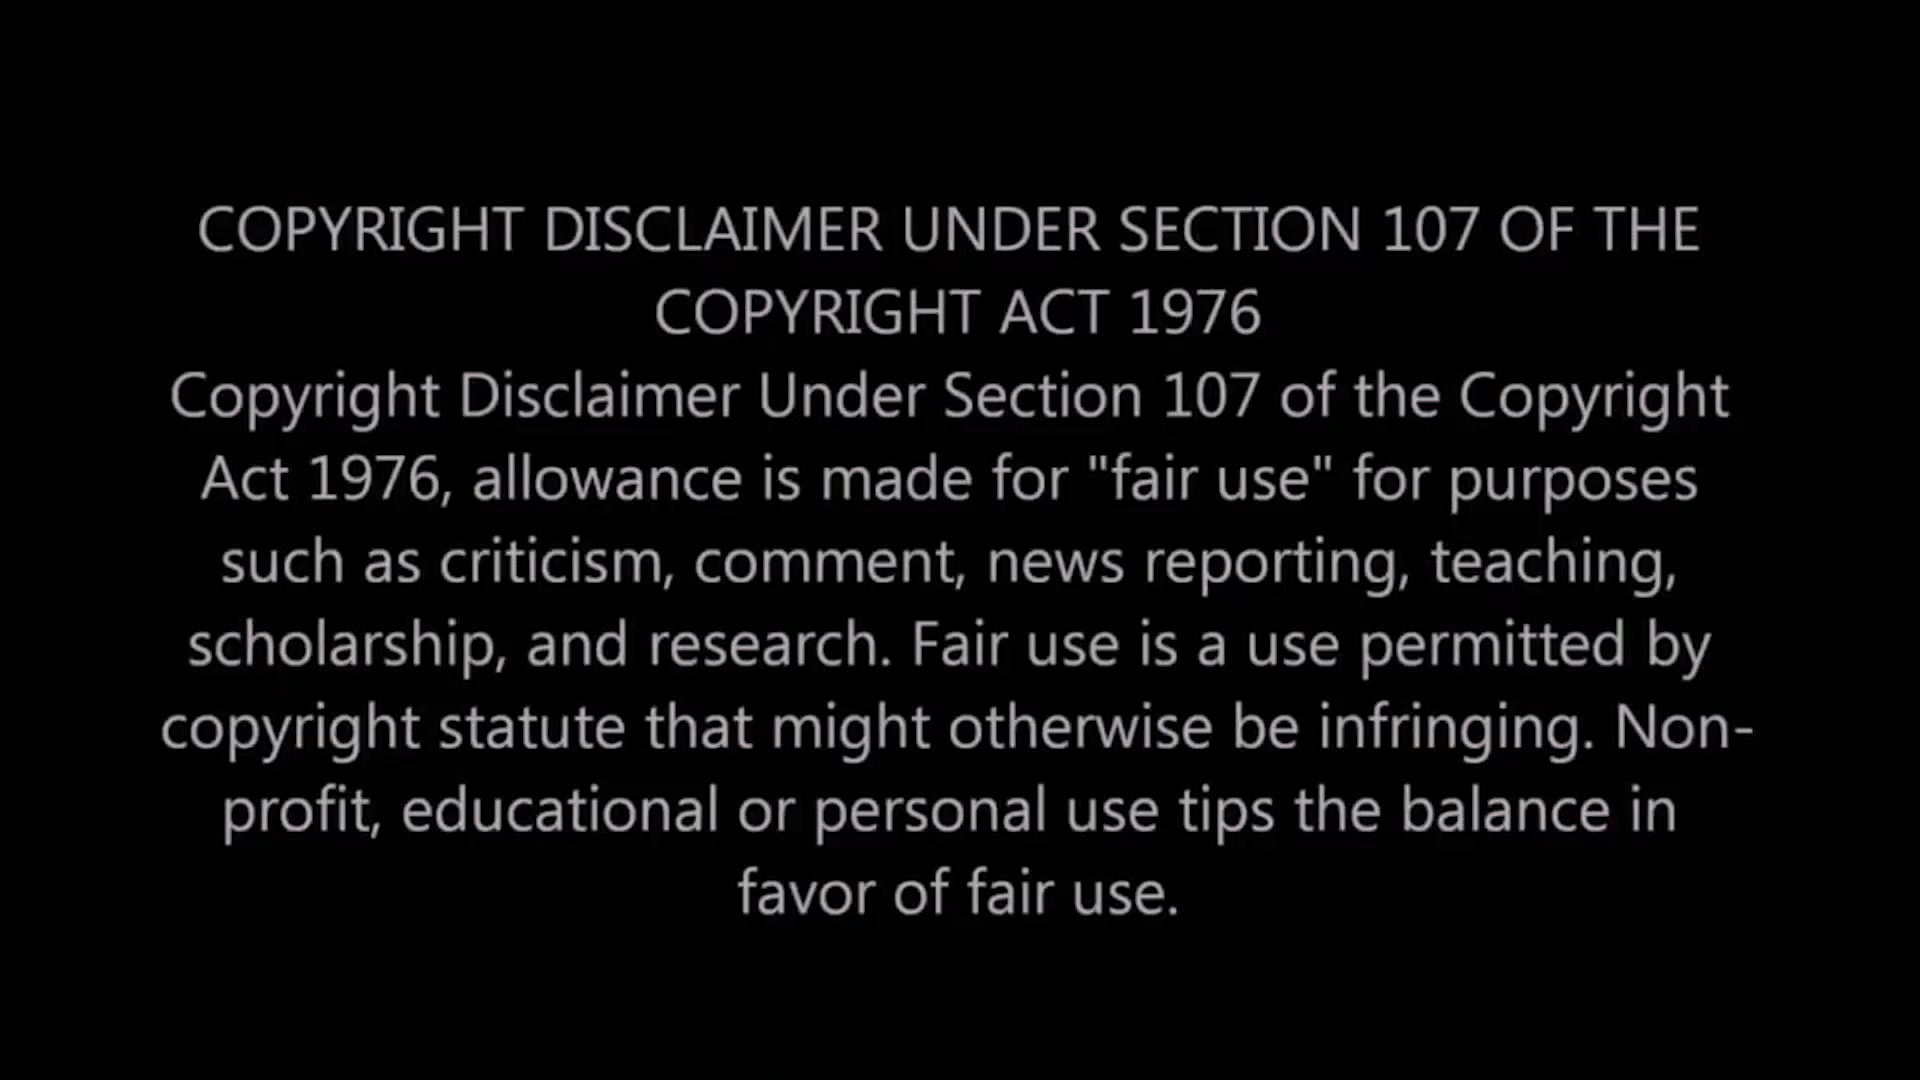 COPYRIGHT DISCLAIMER UNDER SECTION 107 OF THE
COPYRIGHT ACT 1976
Copyright Disclaimer Under Section 107 of the Copyright
Act 1976, allowance is made for "fair use" for purposes
such as criticism, comment, news reporting, teaching,
scholarship, and research. Fair use is a use permitted by
copyright statute that might otherwise be infringing. Non-
profit, educational or personal use tips the balance in
favor of fair use.